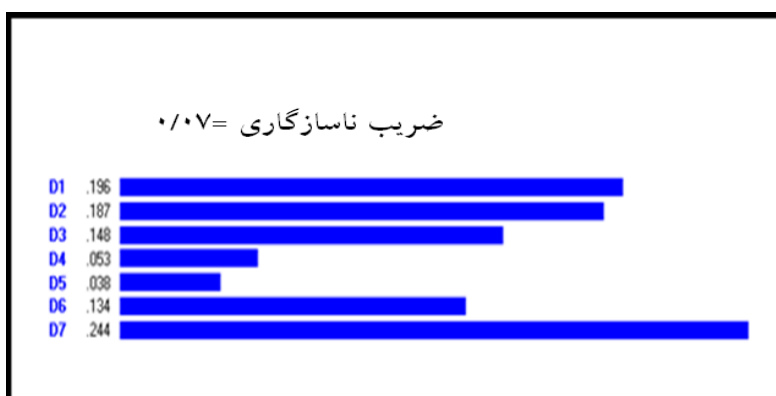 ضریب ناسازگاری =۰/۰۷
D1 .196
D2 .187
D3 .148
D4 .053
D5 .038
D6 .134
D7 .244